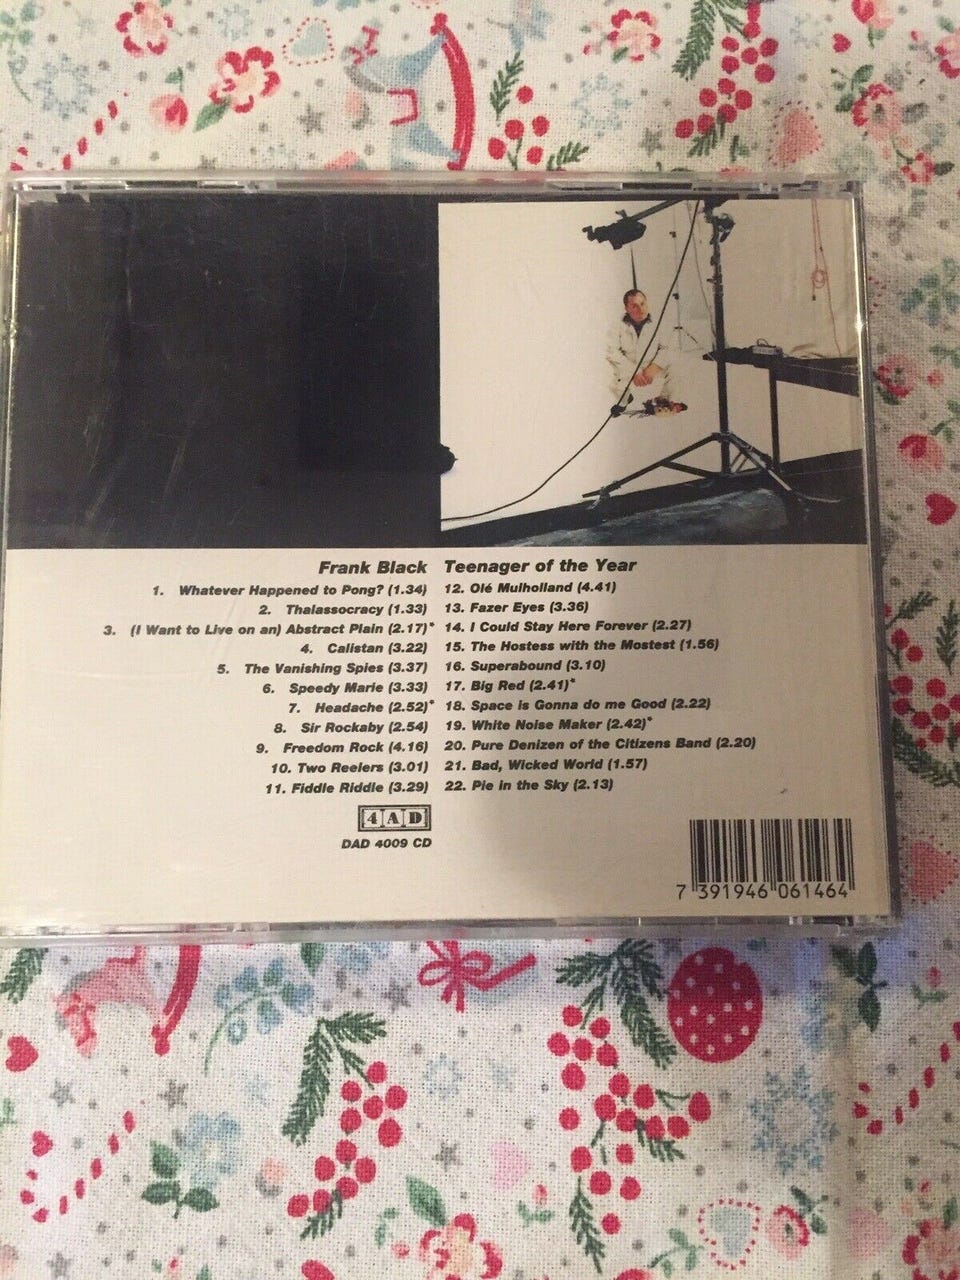 Frank Black Teenager of the Year
1. Whatever Happened to Pong? (1.34)
2. Thalassocracy (1.33)
3. (I Want to Live on an) Abstract Plain (2.17)*
4. Calistan (3.22)
5. The Vanishing Spies (3.37)
6. Speedy Marie (3.33)
7. Headache (2.52)*
8. Sir Rockaby (2.54)
9. Freedom Rock (4.16)
10. Two Reelers (3.01)
11. Fiddle Riddle (3.29)
12. Olé Mulholland (4.41)
13. Fazer Eyes (3.36)
14. I Could Stay Here Forever (2.27)
15. The Hostess with the Mostest (1.56)
16. Superabound (3.10)
17. Big Red (2.41)*
18. Space is Gonna do me Good (2.22)
19. White Noise Maker (2.42)*
20. Pure Denizen of the Citizens Band (2.20)
21. Bad, Wicked World (1.57)
22. Pie in the Sky (2.13)
4AD
DAD 4009 CD
7 391946 061464